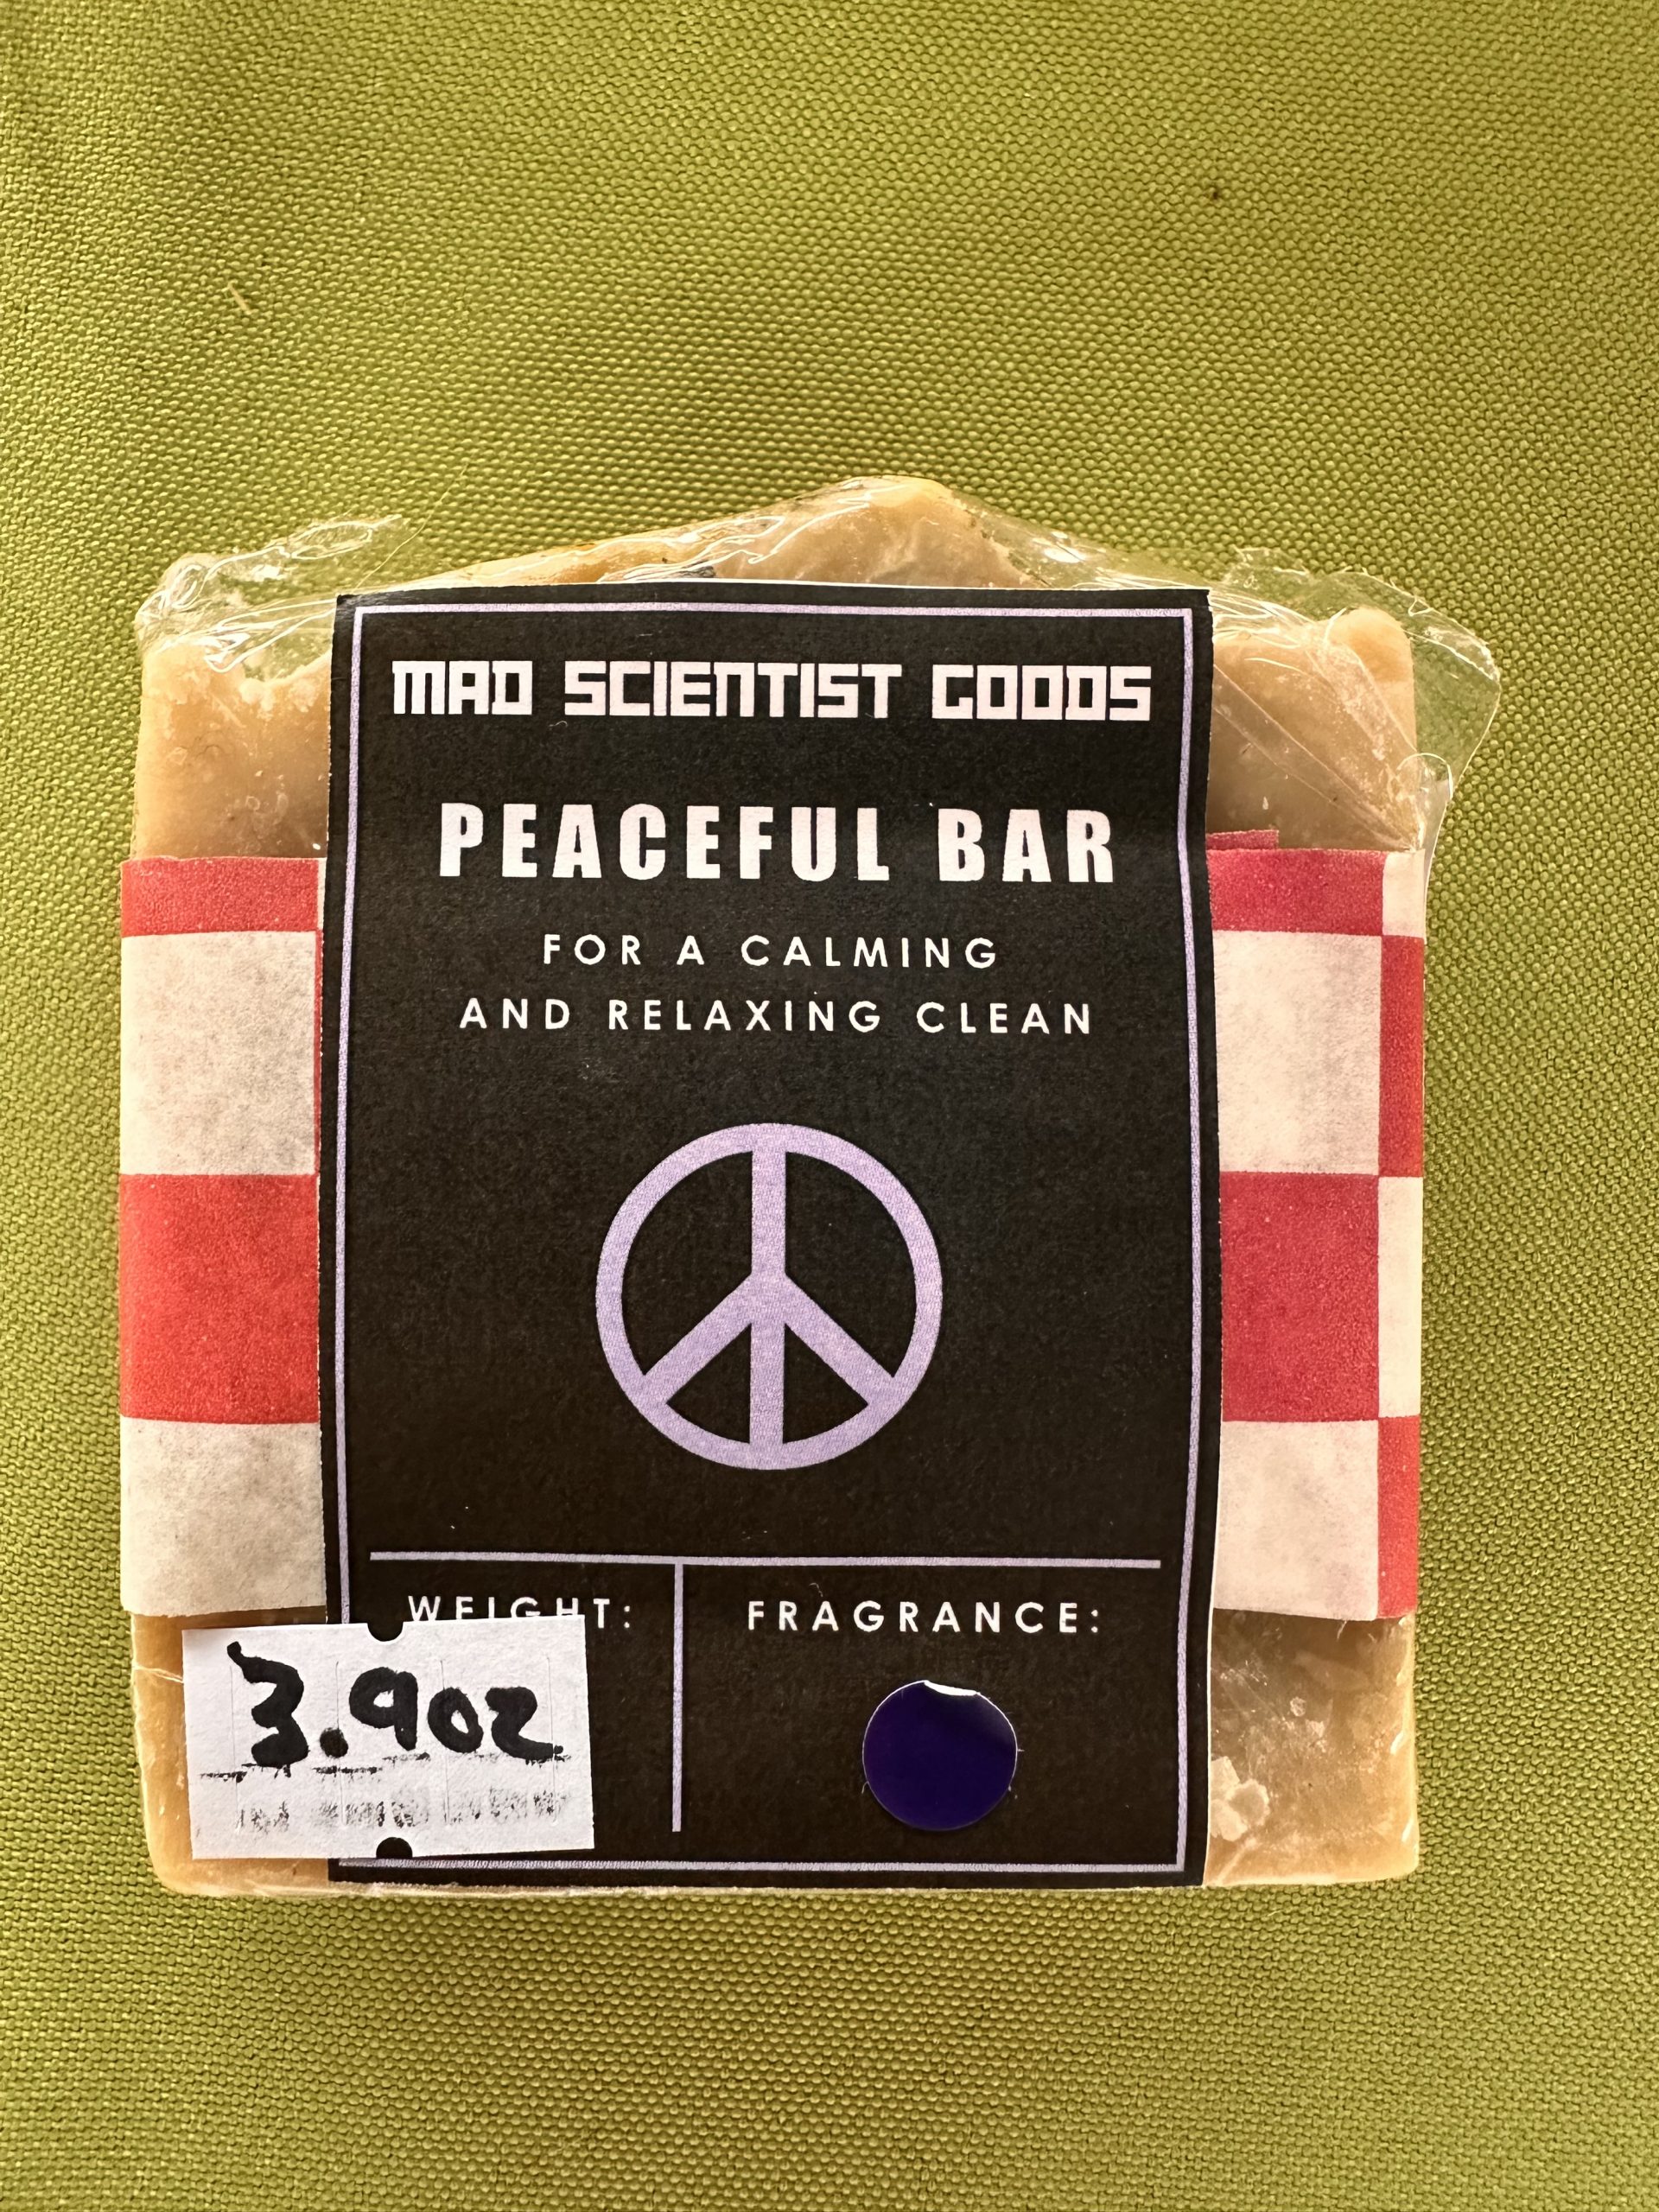 MAD SCIENTIST GOODS
PEACEFUL BAR
FOR A CALMING
AND RELAXING CLEAN
WEIGHT:
FRAGRANCE:
3.9oz